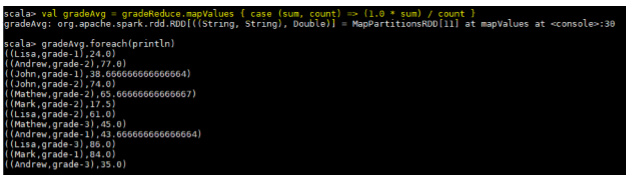 scala> val gradeAvg = gradeReduce.mapValues { case (sum, count) => (1.0 * sum) / count }
gradeAvg: org.apache.spark.rdd.RDD[((String, String), Double)] = MapPartitionsRDD[11] at mapValues at <console>:30
scala> gradeAvg.foreach(println)
((Lisa,grade-1),24.0)
((Andrew,grade-2),77.0)
((John,grade-1),38.666666666666664)
((John,grade-2),74.0)
((Mathew,grade-2),65.66666666666667)
((Mark,grade-2),17.5)
((Lisa,grade-2),61.0)
((Mathew,grade-3),45.0)
((Andrew,grade-1),43.666666666666664)
((Lisa,grade-3),86.0)
((Mark,grade-1),84.0)
((Andrew,grade-3),35.0)